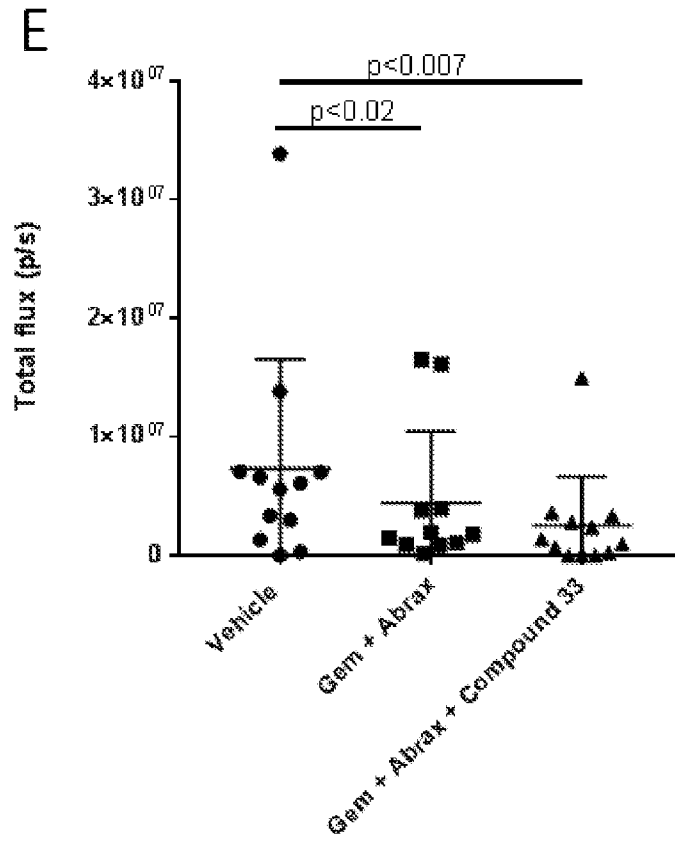 E
p<0.007
p<0.02
4×10⁰⁷
3×10⁰⁷
2×10⁰⁷
1×10⁰⁷
0
Total flux (p/s)
Vehicle
Gem + Abrax
Gem + Abrax + Compound 33